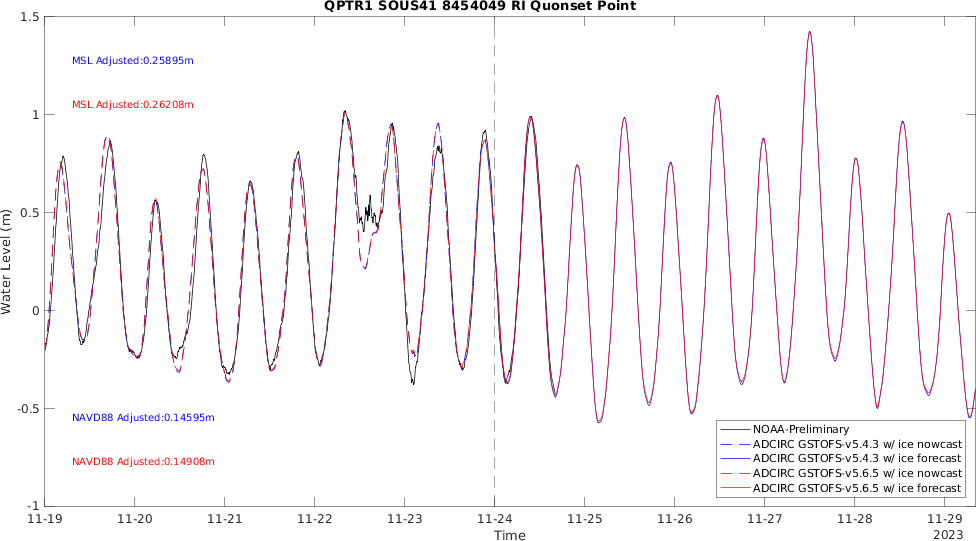 QPTR1 SOUS41 8454049 RI Quonset Point
1.5
MSL Adjusted:0.25895m
MSL Adjusted:0.26208m
1
0.5
Water Level (m)
0
-0.5
NAVD88 Adjusted:0.14595m
NAVD88 Adjusted:0.14908m
NOAA-Preliminary
ADCIRC GSTOFS-v5.4.3 w/ ice nowcast
ADCIRC GSTOFS-v5.4.3 w/ ice forecast
ADCIRC GSTOFS-v5.6.5 w/ ice nowcast
ADCIRC GSTOFS-v5.6.5 w/ ice forecast
-1
11-19 11-20 11-21 11-22 11-23 11-24 11-25 11-26 11-27 11-28 11-29
Time 2023